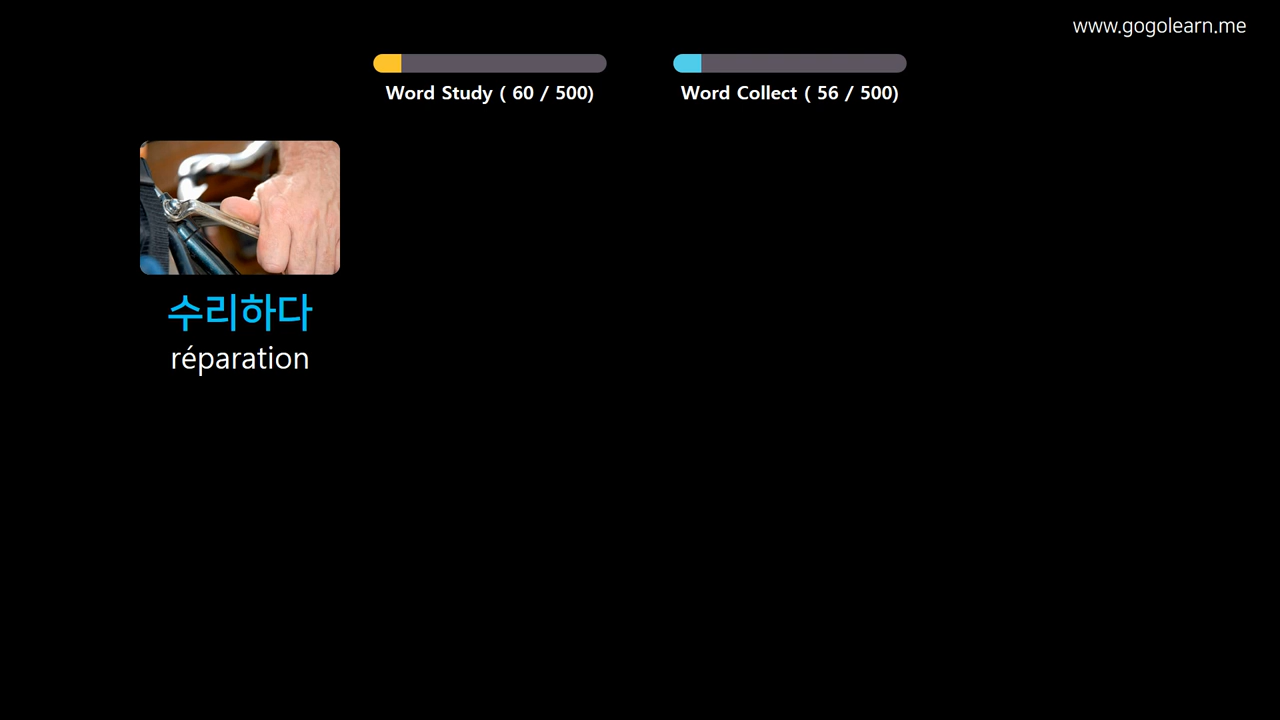 www.gogolearn.me
Word Study ( 60 / 500)
Word Collect ( 56 / 500)
수리하다
réparation